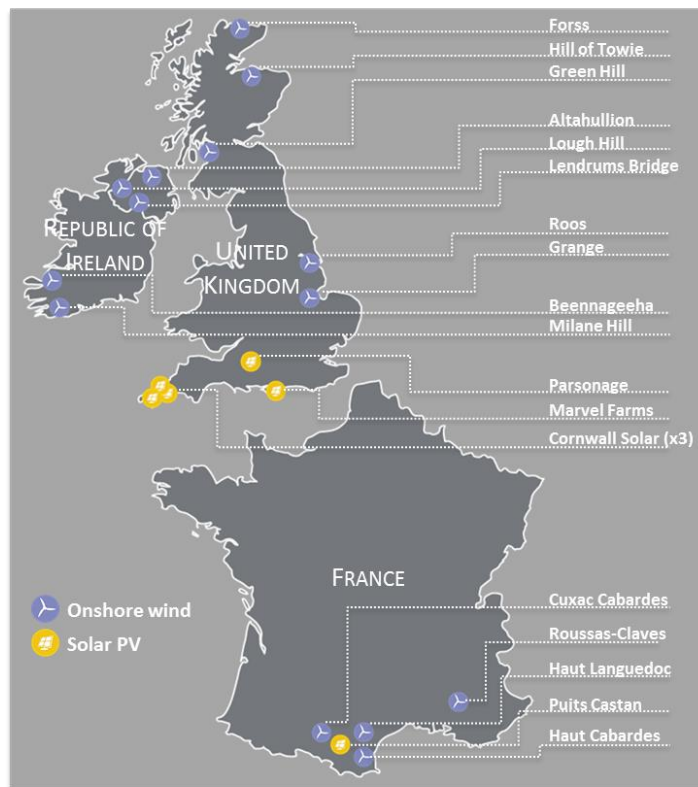 Forss
Hill of Towie
Green Hill
Altahullion
Lough Hill
Lendrums Bridge
REPUBLIC OF
IRELAND
UNITED
KINGDOM
Roos
Grange
Beennageeha
Milane Hill
Parsonage
Marvel Farms
Cornwall Solar (x3)
FRANCE
Onshore wind
Solar PV
Cuxac Cabardes
Roussas-Claves
Haut Languedoc
Puits Castan
Haut Cabardes